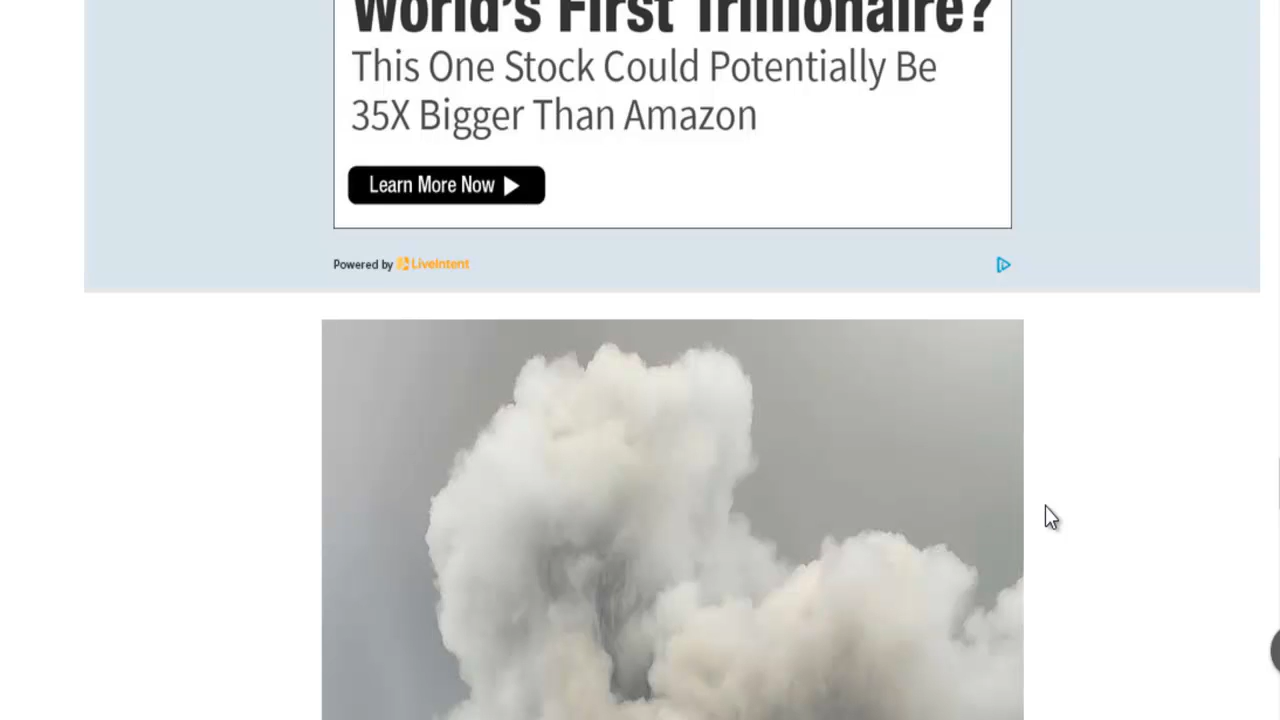 World's First Trillionaire?
This One Stock Could Potentially Be
35X Bigger Than Amazon
Learn More Now
Powered by LiveIntent